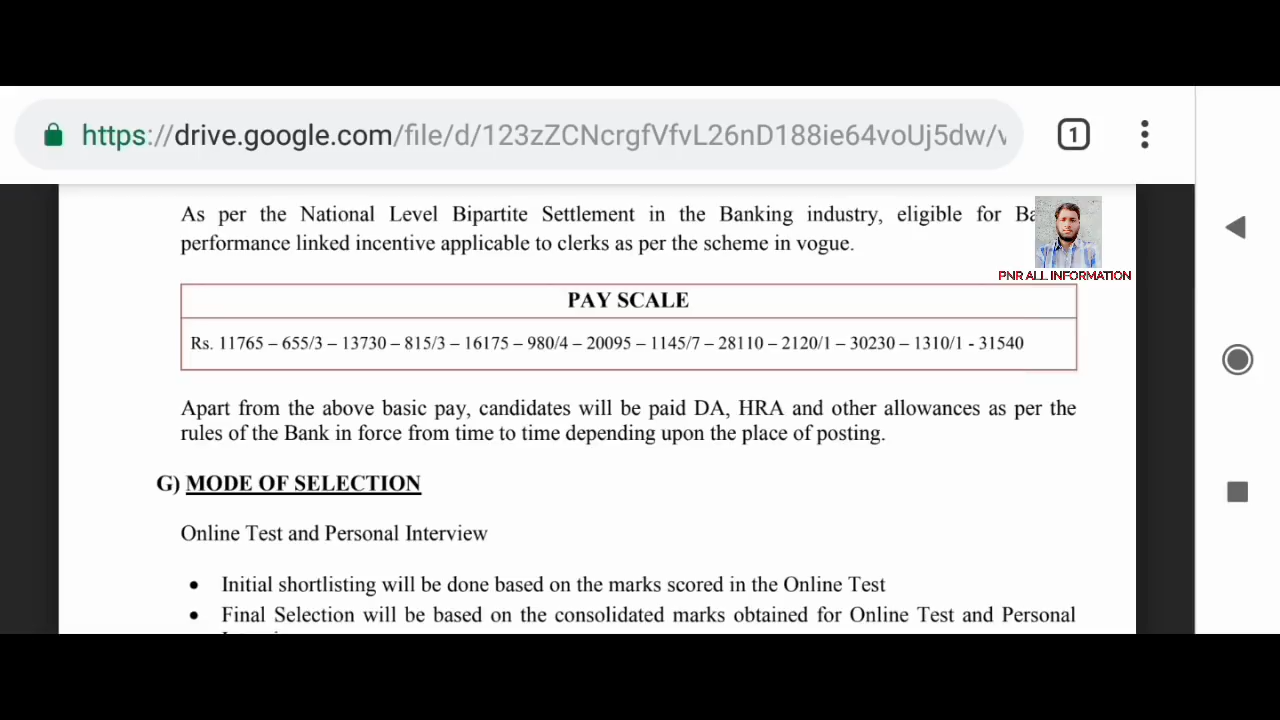 https://drive.google.com/file/d/123zZCNcrgfVfvL26nD188ie64voUj5dw/v
1
As per the National Level Bipartite Settlement in the Banking industry, eligible for
performance linked incentive applicable to clerks as per the scheme in vogue.
PNR ALL INFORMATION
PAY SCALE
Rs. 11765 – 655/3 – 13730 – 815/3 – 16175 – 980/4 – 20095 – 1145/7 – 28110 – 2120/1 – 30230 – 1310/1 - 31540
Apart from the above basic pay, candidates will be paid DA, HRA and other allowances as per the
rules of the Bank in force from time to time depending upon the place of posting.
G) MODE OF SELECTION
Online Test and Personal Interview
• Initial shortlisting will be done based on the marks scored in the Online Test
• Final Selection will be based on the consolidated marks obtained for Online Test and Personal